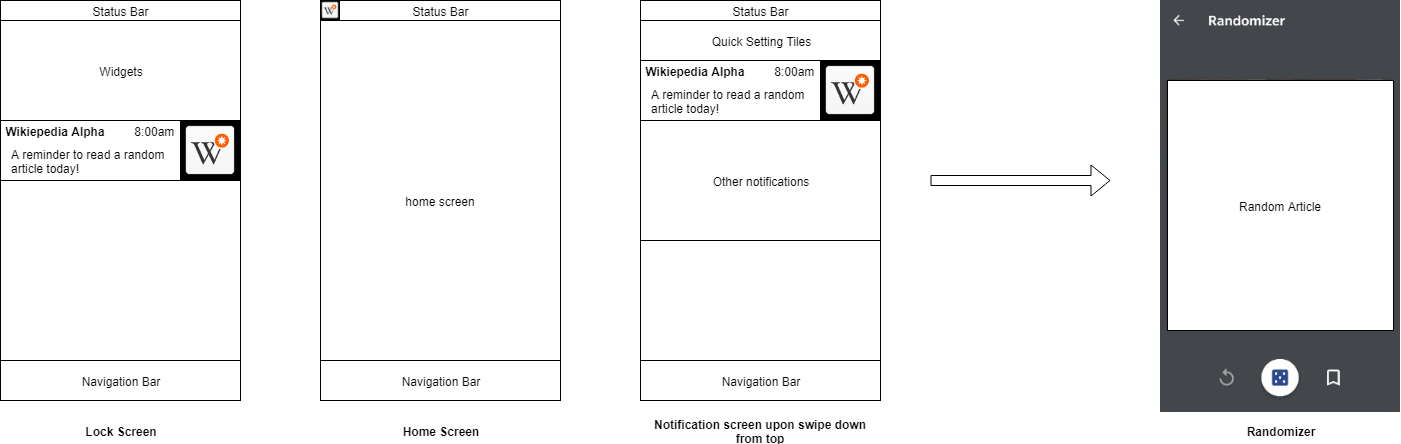 Status Bar
Widgets
Wikiepedia Alpha 8:00am
A reminder to read a random
article today!
W
Navigation Bar
Lock Screen
W
Status Bar
home screen
Navigation Bar
Home Screen
Status Bar
Quick Setting Tiles
Wikiepedia Alpha 8:00am
A reminder to read a random
article today!
W
Other notifications
Navigation Bar
Notification screen upon swipe down
from top
Randomizer
Random Article
Randomizer